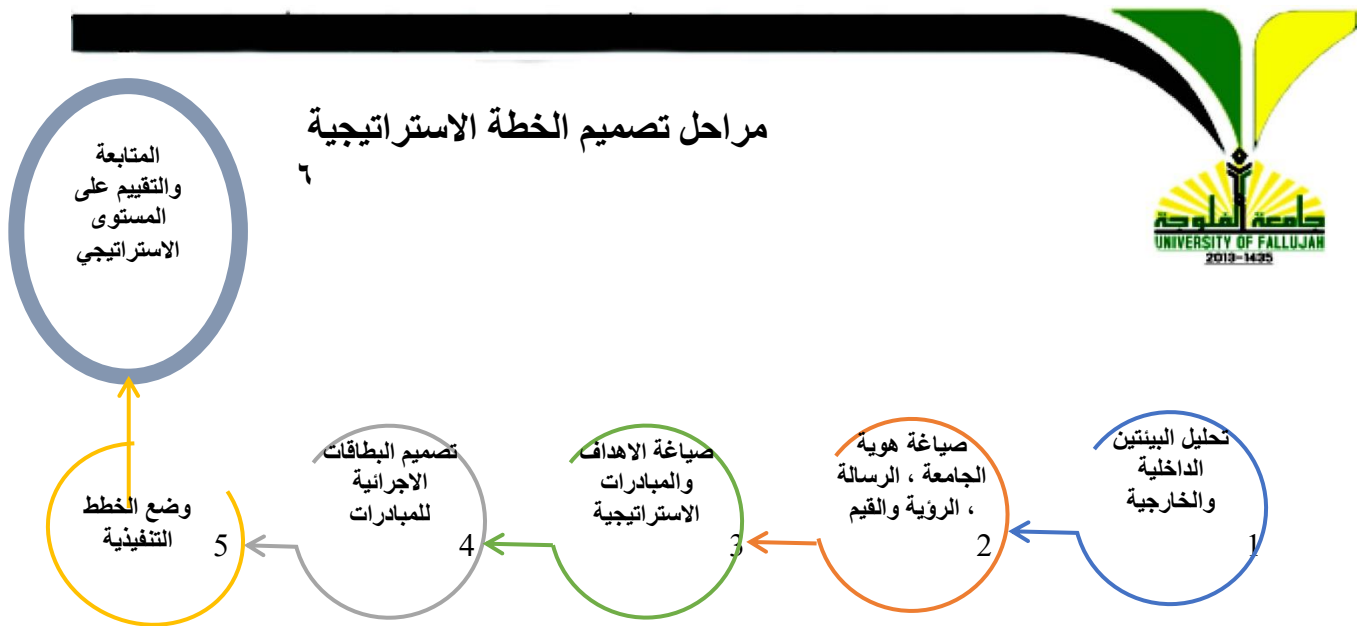 مراحل تصميم الخطة الاستراتيجية
٦
جامعة الفلوجة
UNIVERSITY OF FALLUJAH
2013-1435
تحليل البيئتين
الداخلية
والخارجية
1
صياغة هوية
الجامعة ، الرسالة
، الرؤية والقيم
2
صياغة الاهداف
والمبادرات
الاستراتيجية
3
تصميم البطاقات
الاجرائية
للمبادرات
4
وضع الخطط
التنفيذية
5
المتابعة
والتقييم على
المستوى
الاستراتيجي